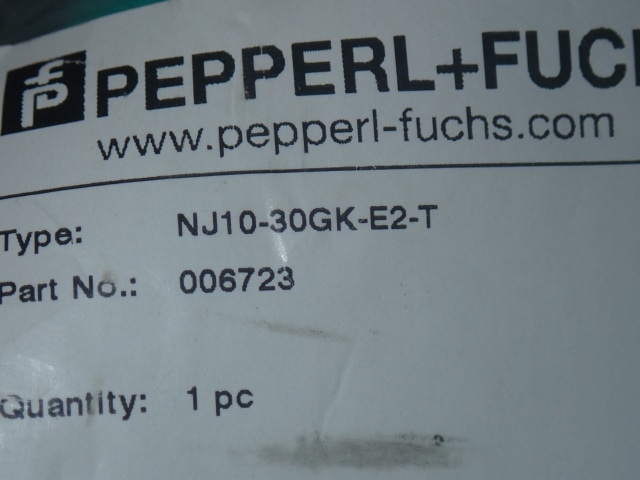 PEPPERL+FUC
www.pepperl-fuchs.com
Type: NJ10-30GK-E2-T
Part No.: 006723
Quantity: 1 pc